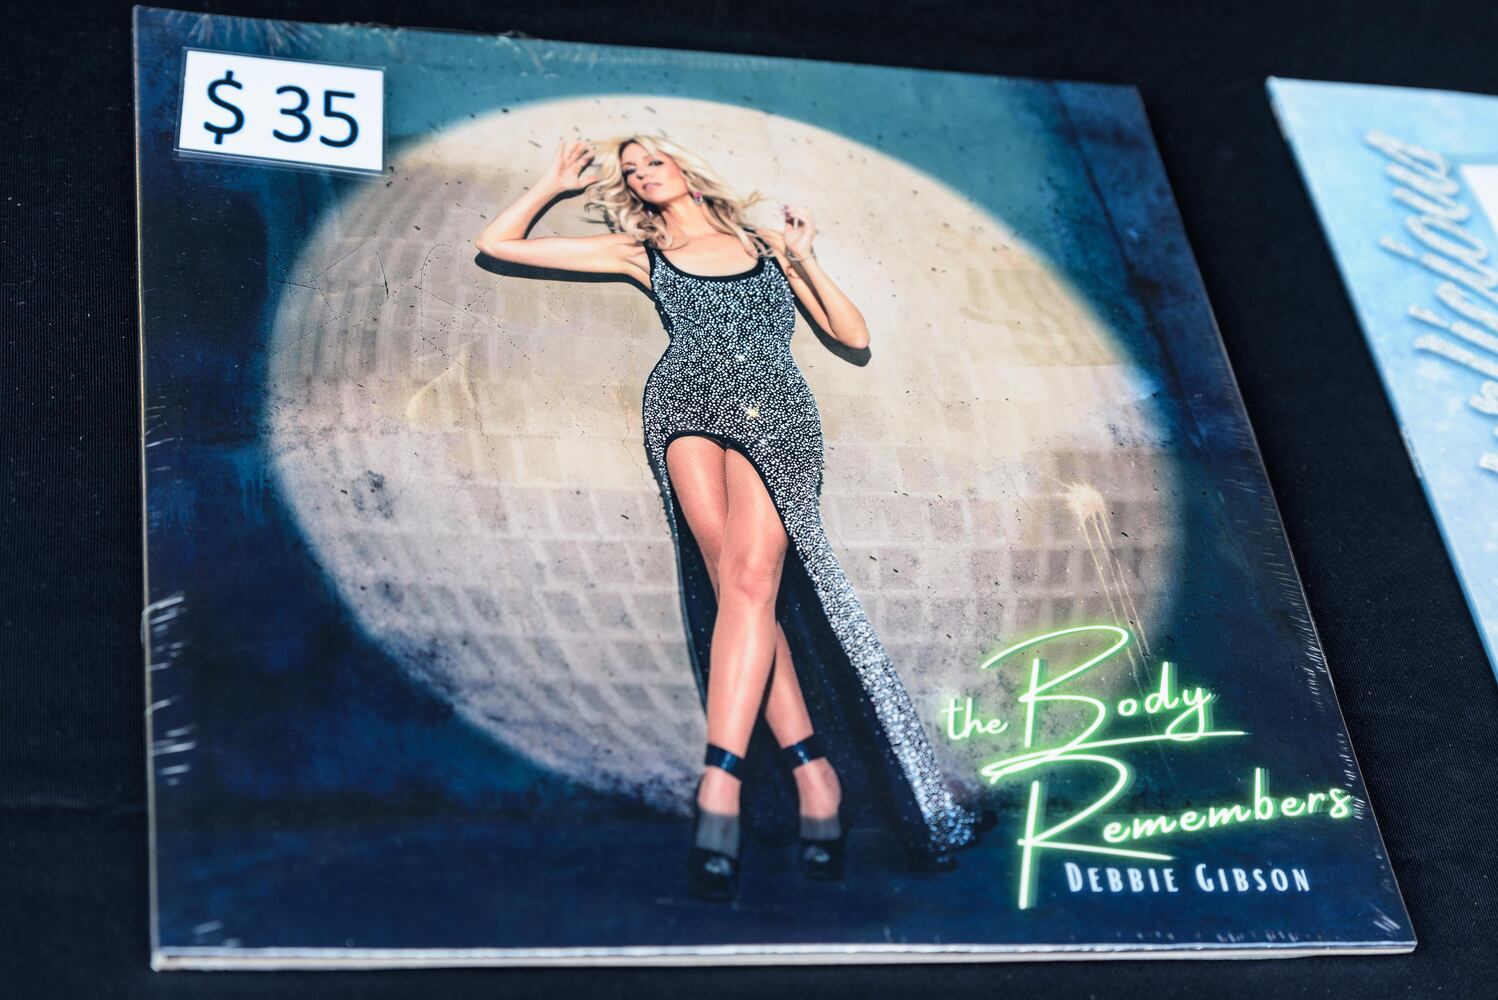 $ 35
the Body
Remembers
DEBBIE GIBSON